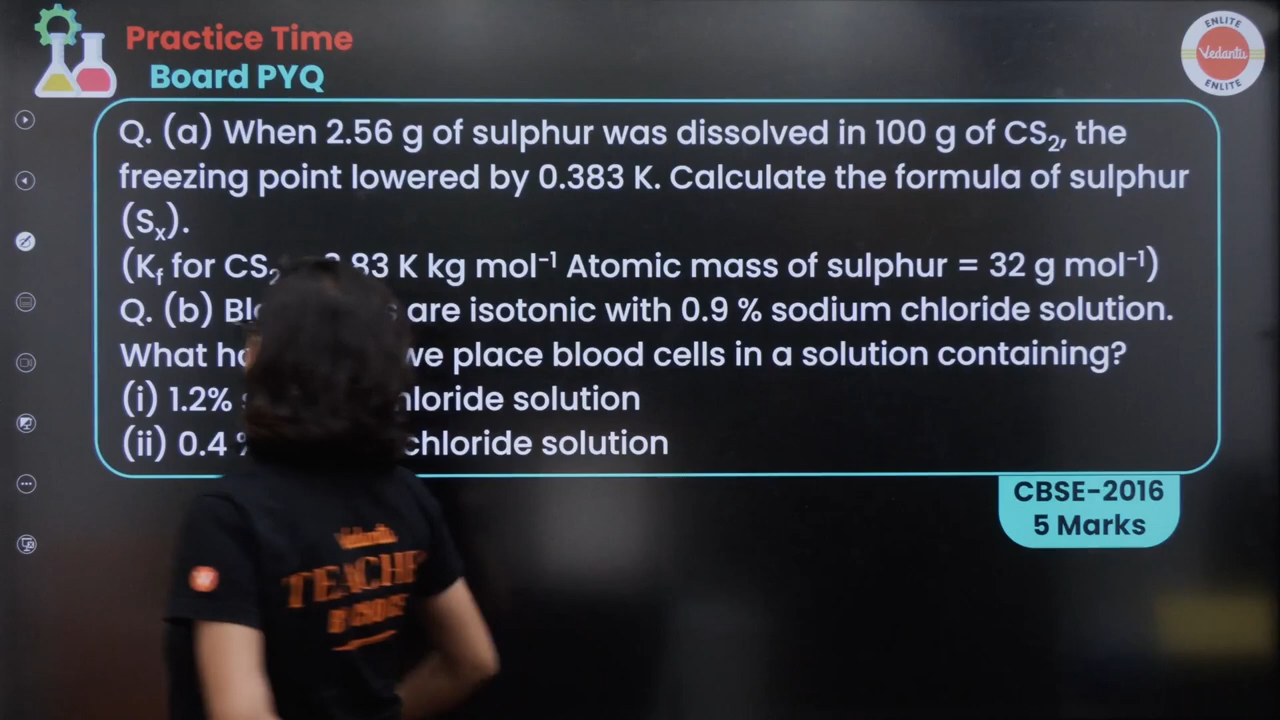 Practice Time
Board PYQ
ENLITE
Vedantu
ENLITE
Q. (a) When 2.56 g of sulphur was dissolved in 100 g of CS₂, the
freezing point lowered by 0.383 K. Calculate the formula of sulphur
(Sₓ).
(K_f for CS₂ .83 K kg mol⁻¹ Atomic mass of sulphur = 32 g mol⁻¹)
Q. (b) are isotonic with 0.9 % sodium chloride solution.
What we place blood cells in a solution containing?
(i) 1.2% solution
(ii) 0.4 chloride solution
CBSE-2016
5 Marks